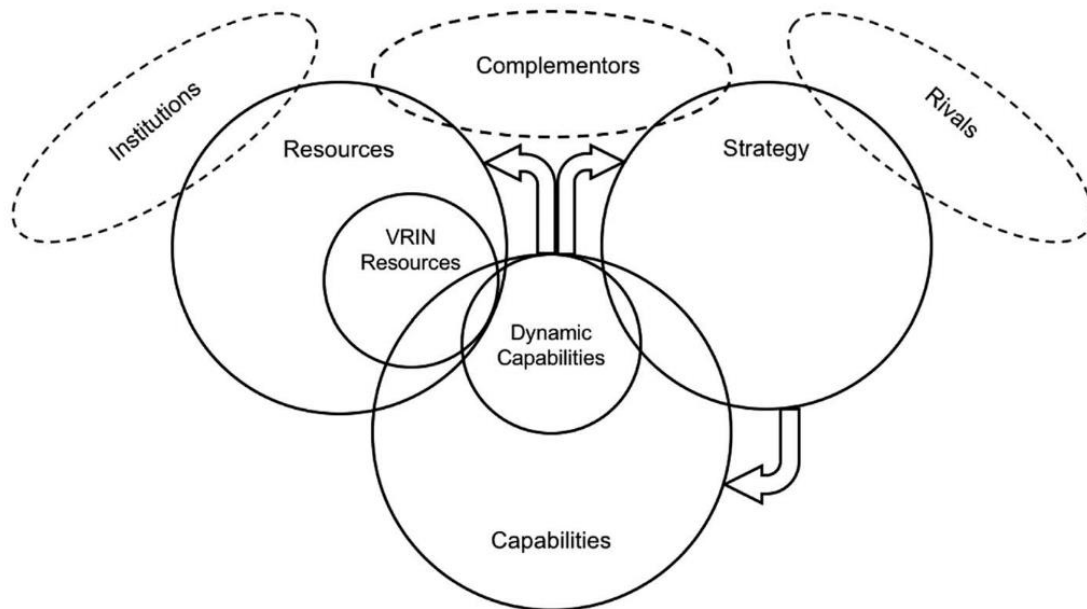 Complementors
Institutions
Rivals
Resources
Strategy
VRIN
Resources
Dynamic
Capabilities
Capabilities